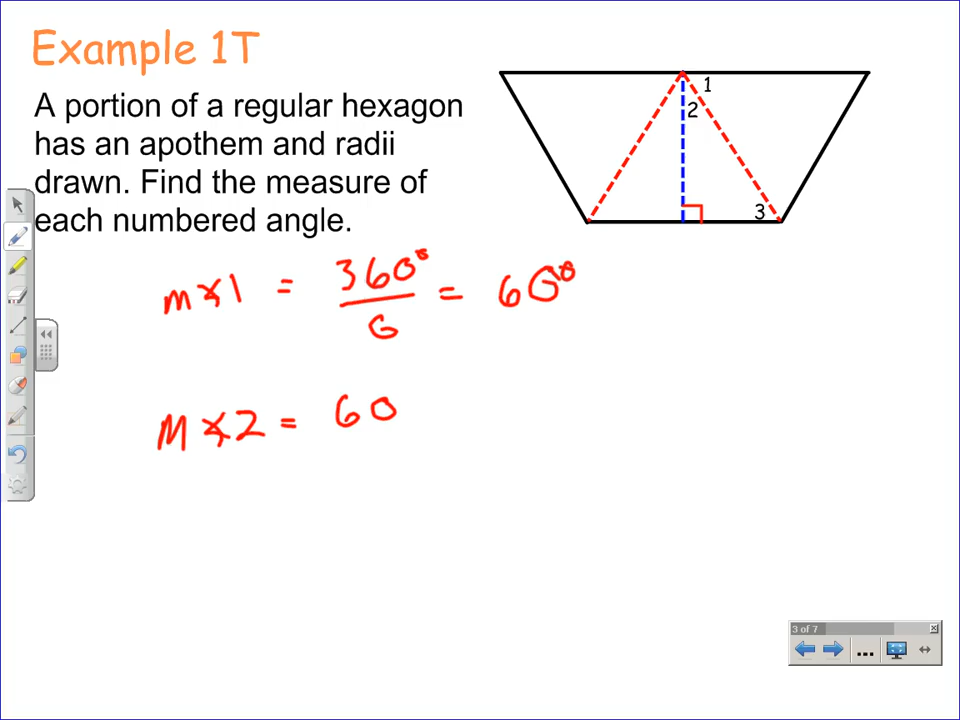 Example 1T
A portion of a regular hexagon
has an apothem and radii
drawn. Find the measure of
each numbered angle.
1
2
3
m∡1 = 360°/6 = 60°
m∡2 = 60
3 of 7
...